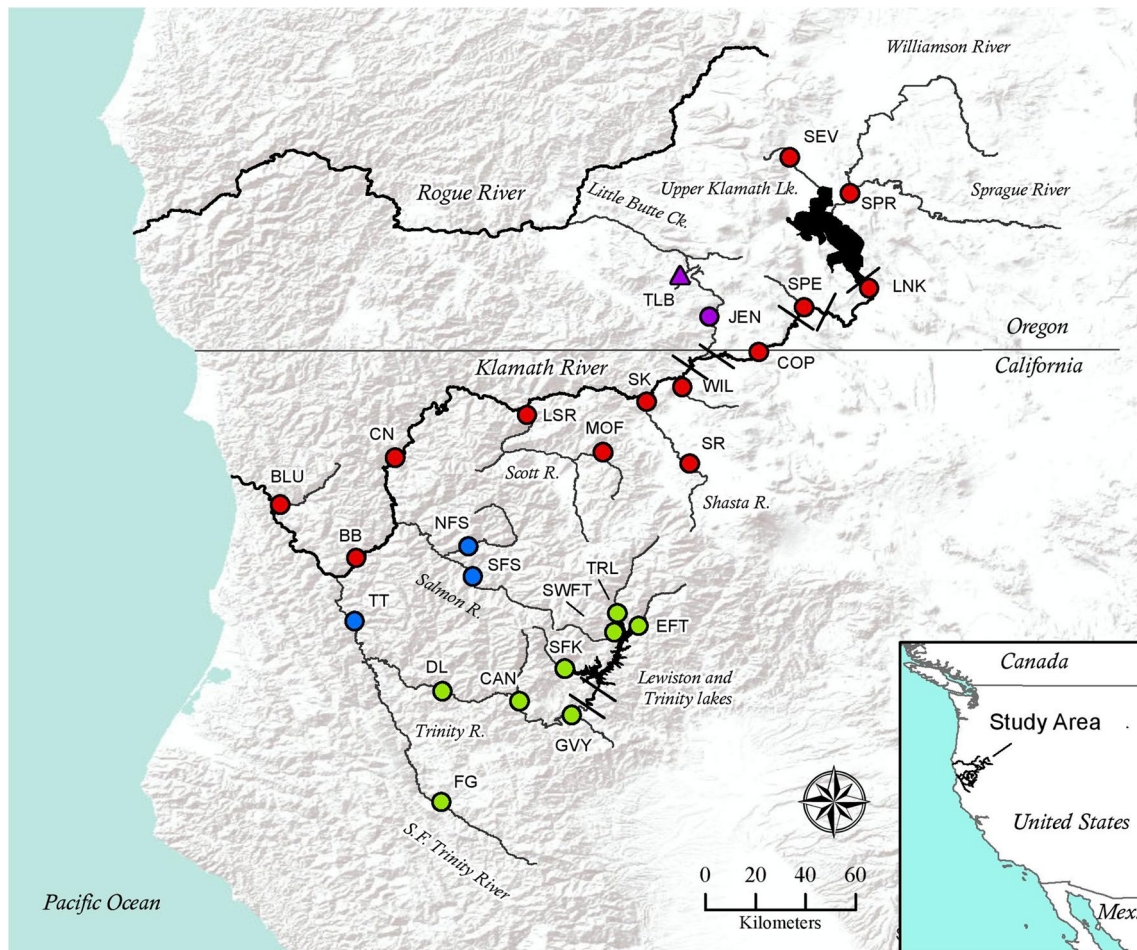 Williamson River
SEV
Rogue River
Little Butte Ck.
Upper Klamath Lk.
SPR
Sprague River
TLB
SPE
LNK
JEN
Oregon
COP
California
Klamath River
WIL
SK
LSR
MOF
SR
CN
Scott R.
Shasta R.
BLU
NFS
BB
SFS
TRL
Salmon R.
SWFT
TT
EFT
SFK
DL
CAN
Lewiston and
Trinity lakes
Trinity R.
GVY
FG
S.F. Trinity River
0 20 40 60
Kilometers
Pacific Ocean
Canada
Study Area
United States
Mex